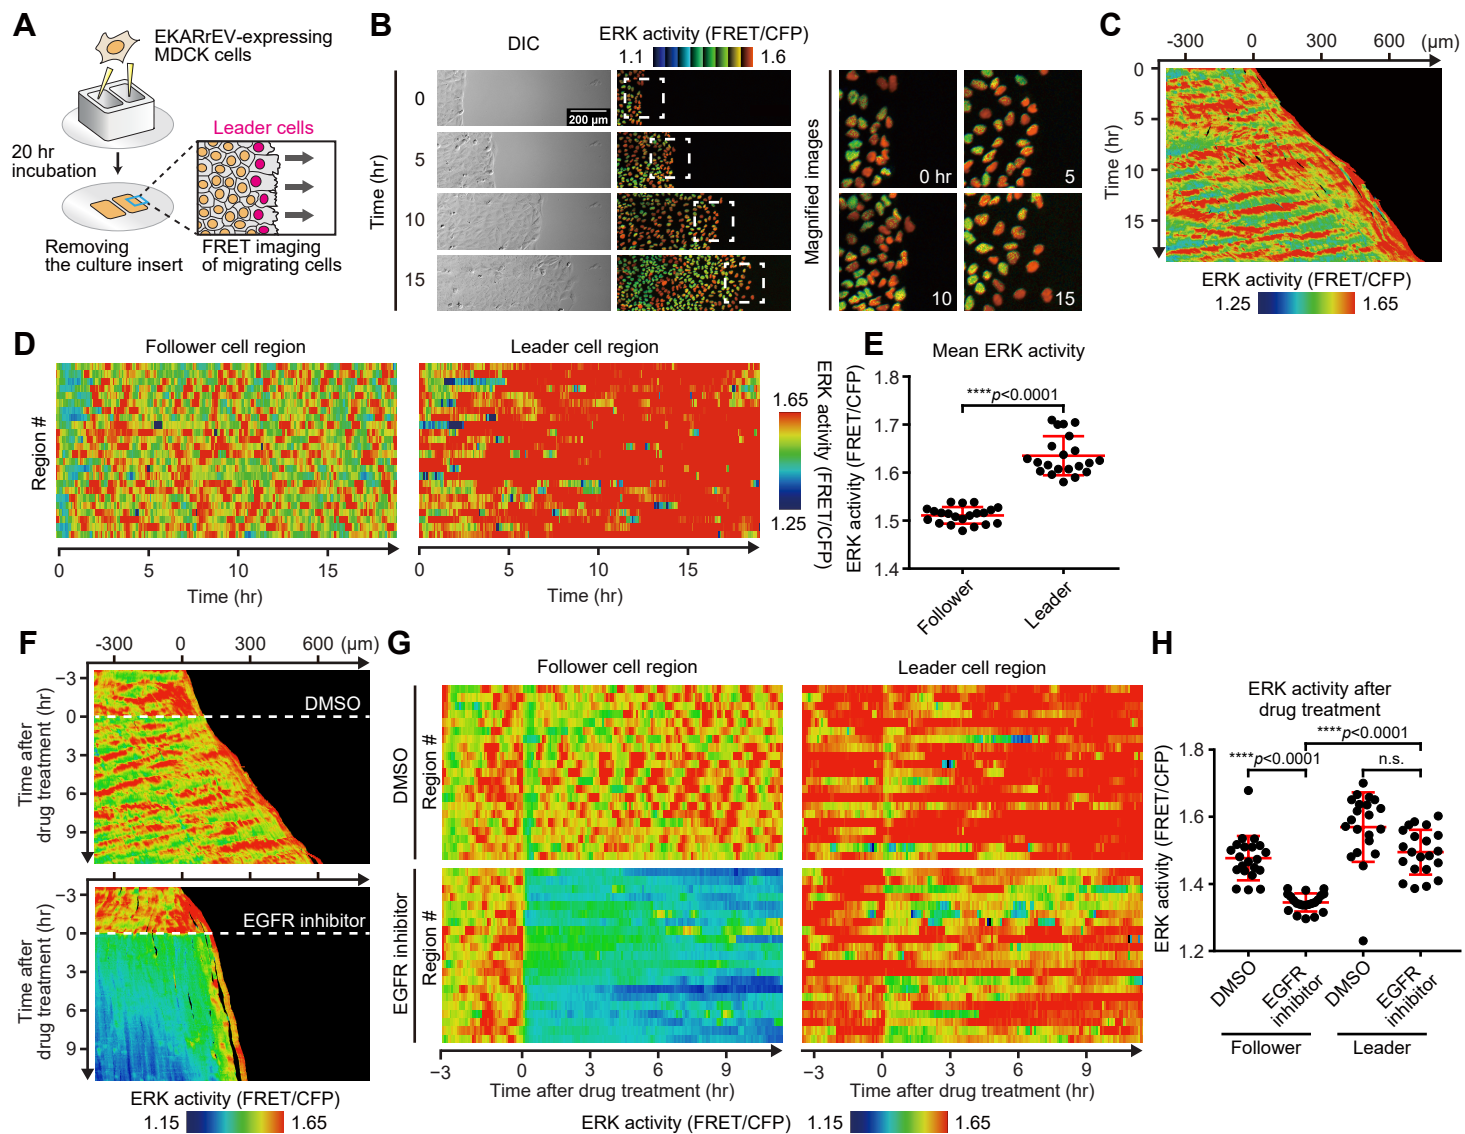 A
EKARrEV-expressing
MDCK cells
Leader cells
20 hr
incubation
Removing
the culture insert
FRET imaging
of migrating cells
B
DIC
ERK activity (FRET/CFP)
1.1
1.6
Time (hr)
0
5
10
15
200 µm
Magnified images
0 hr
5
10
15
C
-300
0
300
600
(µm)
Time (hr)
0
5
10
15
ERK activity (FRET/CFP)
1.25
1.65
D
Follower cell region
Leader cell region
Region #
0
5
10
15
Time (hr)
0
5
10
15
Time (hr)
1.65
1.25
ERK activity (FRET/CFP)
E
Mean ERK activity
ERK activity (FRET/CFP)
1.8
1.7
1.6
1.5
1.4
****p<0.0001
Follower
Leader
F
-300
0
300
600
(µm)
Time after
drug treatment (hr)
−3
0
3
6
9
DMSO
Time after
drug treatment (hr)
−3
0
3
6
9
EGFR inhibitor
ERK activity (FRET/CFP)
1.15
1.65
G
Follower cell region
Leader cell region
DMSO
Region #
EGFR inhibitor
Region #
−3
0
3
6
9
Time after drug treatment (hr)
−3
0
3
6
9
Time after drug treatment (hr)
ERK activity (FRET/CFP)
1.15
1.65
H
ERK activity after
drug treatment
****p<0.0001
****p<0.0001
n.s.
ERK activity (FRET/CFP)
1.8
1.6
1.4
1.2
DMSO
EGFR
inhibitor
DMSO
EGFR
inhibitor
Follower
Leader